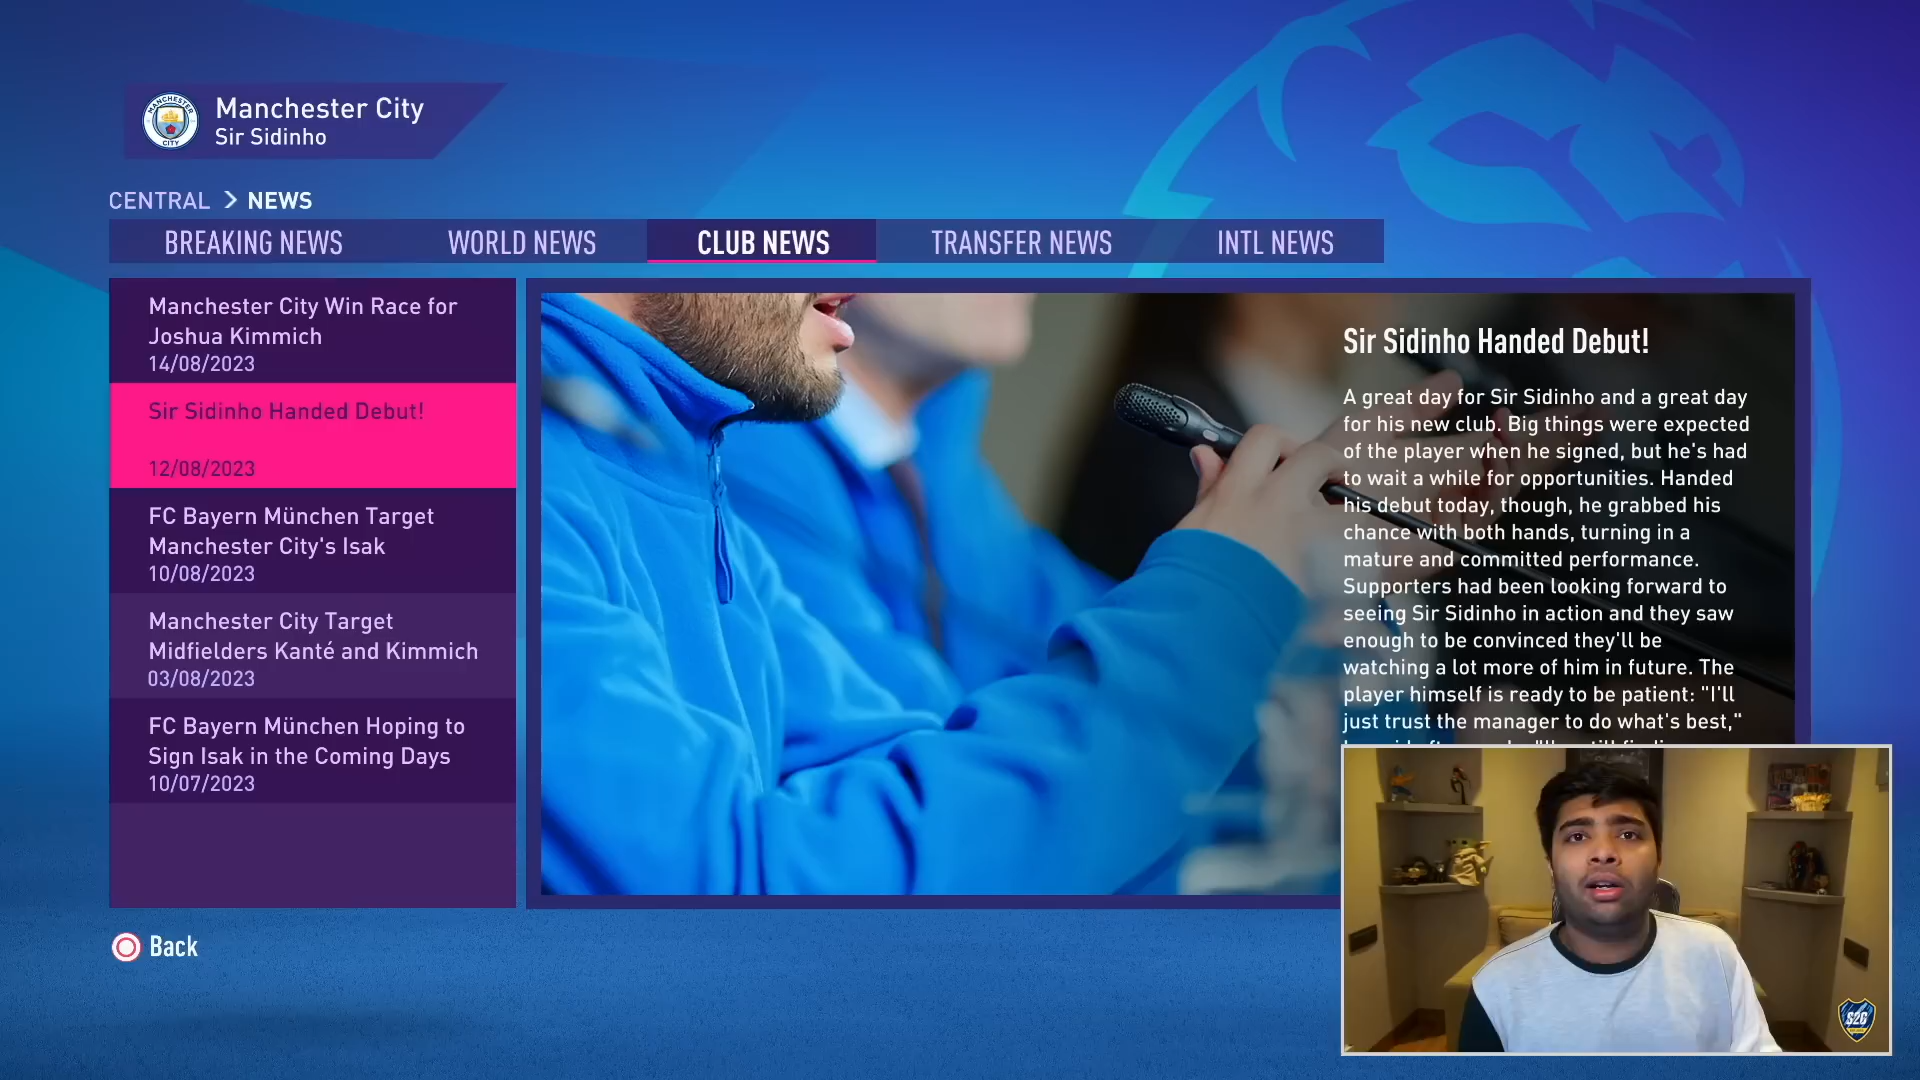 MANCHESTER
CITY
Manchester City
Sir Sidinho
CENTRAL > NEWS
BREAKING NEWS
WORLD NEWS
CLUB NEWS
TRANSFER NEWS
INTL NEWS
Manchester City Win Race for
Joshua Kimmich
14/08/2023
Sir Sidinho Handed Debut!
12/08/2023
FC Bayern München Target
Manchester City's Isak
10/08/2023
Manchester City Target
Midfielders Kanté and Kimmich
03/08/2023
FC Bayern München Hoping to
Sign Isak in the Coming Days
10/07/2023
Sir Sidinho Handed Debut!
A great day for Sir Sidinho and a great day
for his new club. Big things were expected
of the player when he signed, but he's had
to wait a while for opportunities. Handed
his debut today, though, he grabbed his
chance with both hands, turning in a
mature and committed performance.
Supporters had been looking forward to
seeing Sir Sidinho in action and they saw
enough to be convinced they'll be
watching a lot more of him in future. The
player himself is ready to be patient: "I'll
just trust the manager to do what's best,"
Back
S2G